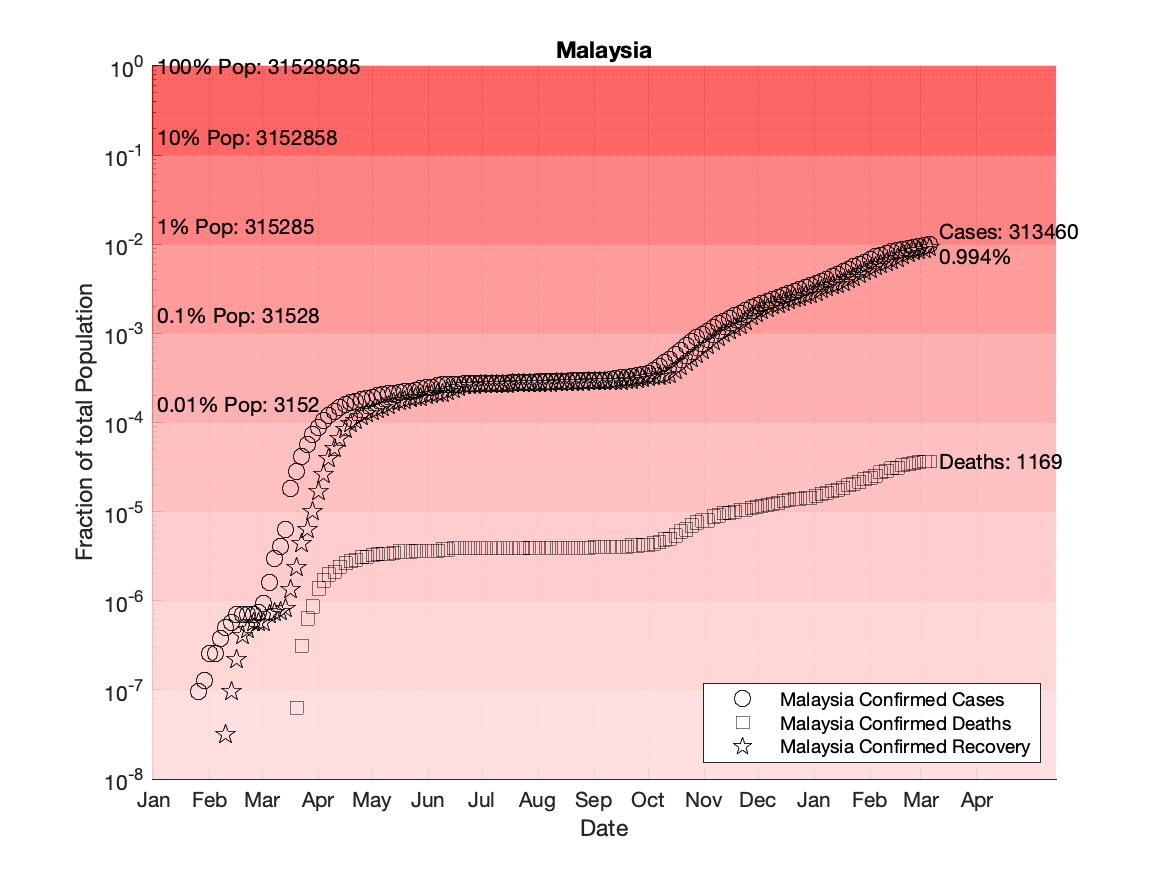 Malaysia
10^0
100% Pop: 31528585
10% Pop: 3152858
10^-1
1% Pop: 315285
10^-2
Cases: 313460
0.994%
0.1% Pop: 31528
10^-3
0.01% Pop: 3152
10^-4
Deaths: 1169
10^-5
10^-6
10^-7
10^-8
Fraction of total Population
Malaysia Confirmed Cases
Malaysia Confirmed Deaths
Malaysia Confirmed Recovery
Jan Feb Mar Apr May Jun Jul Aug Sep Oct Nov Dec Jan Feb Mar Apr
Date